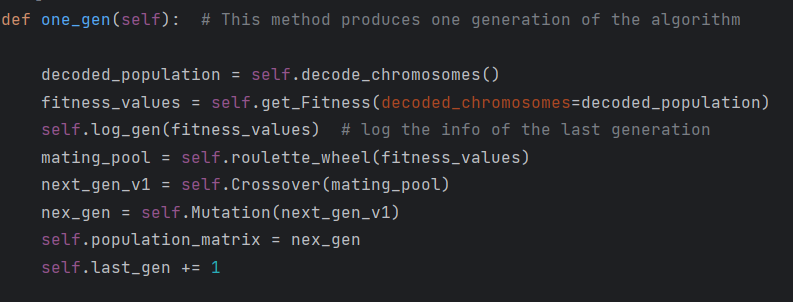 def one_gen(self):  # This method produces one generation of the algorithm
decoded_population = self.decode_chromosomes()
fitness_values = self.get_Fitness(decoded_chromosomes=decoded_population)
self.log_gen(fitness_values)  # log the info of the last generation
mating_pool = self.roulette_wheel(fitness_values)
next_gen_v1 = self.Crossover(mating_pool)
nex_gen = self.Mutation(next_gen_v1)
self.population_matrix = nex_gen
self.last_gen += 1